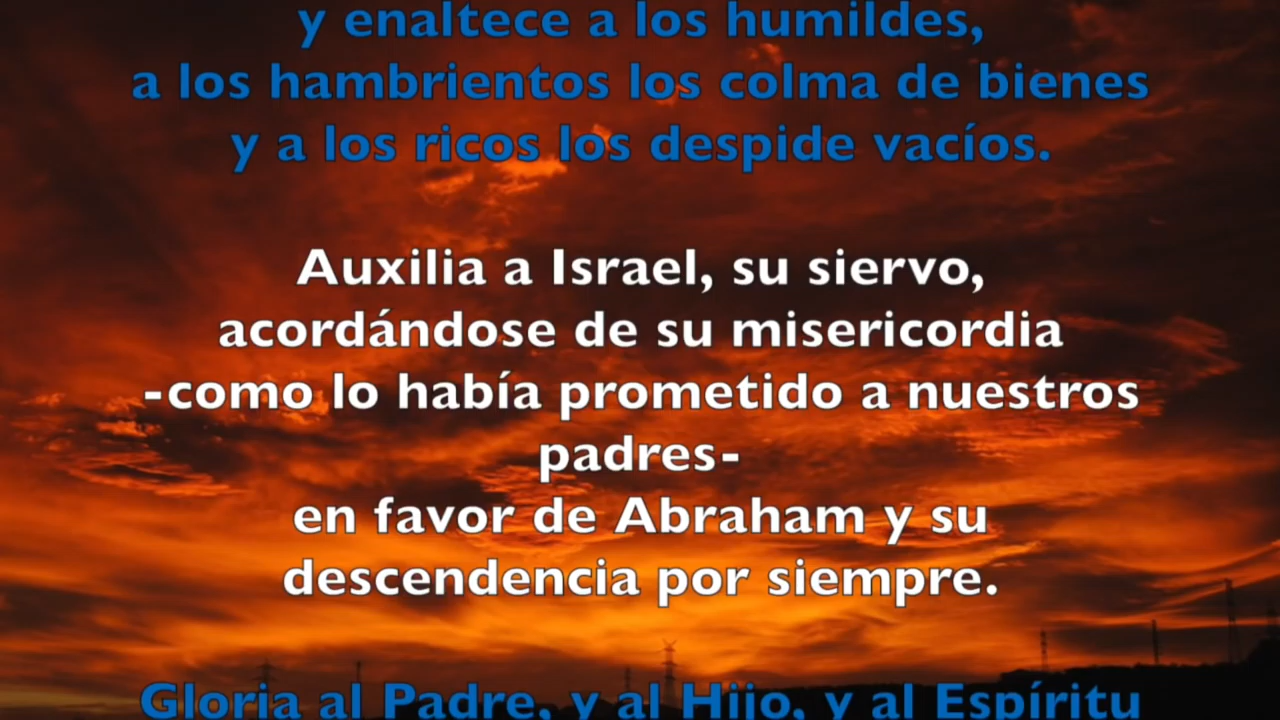 y enaltece a los humildes,
a los hambrientos los colma de bienes
y a los ricos los despide vacíos.
Auxilia a Israel, su siervo,
acordándose de su misericordia
-como lo había prometido a nuestros
padres-
en favor de Abraham y su
descendencia por siempre.
Gloria al Padre, y al Hijo, y al Espíritu